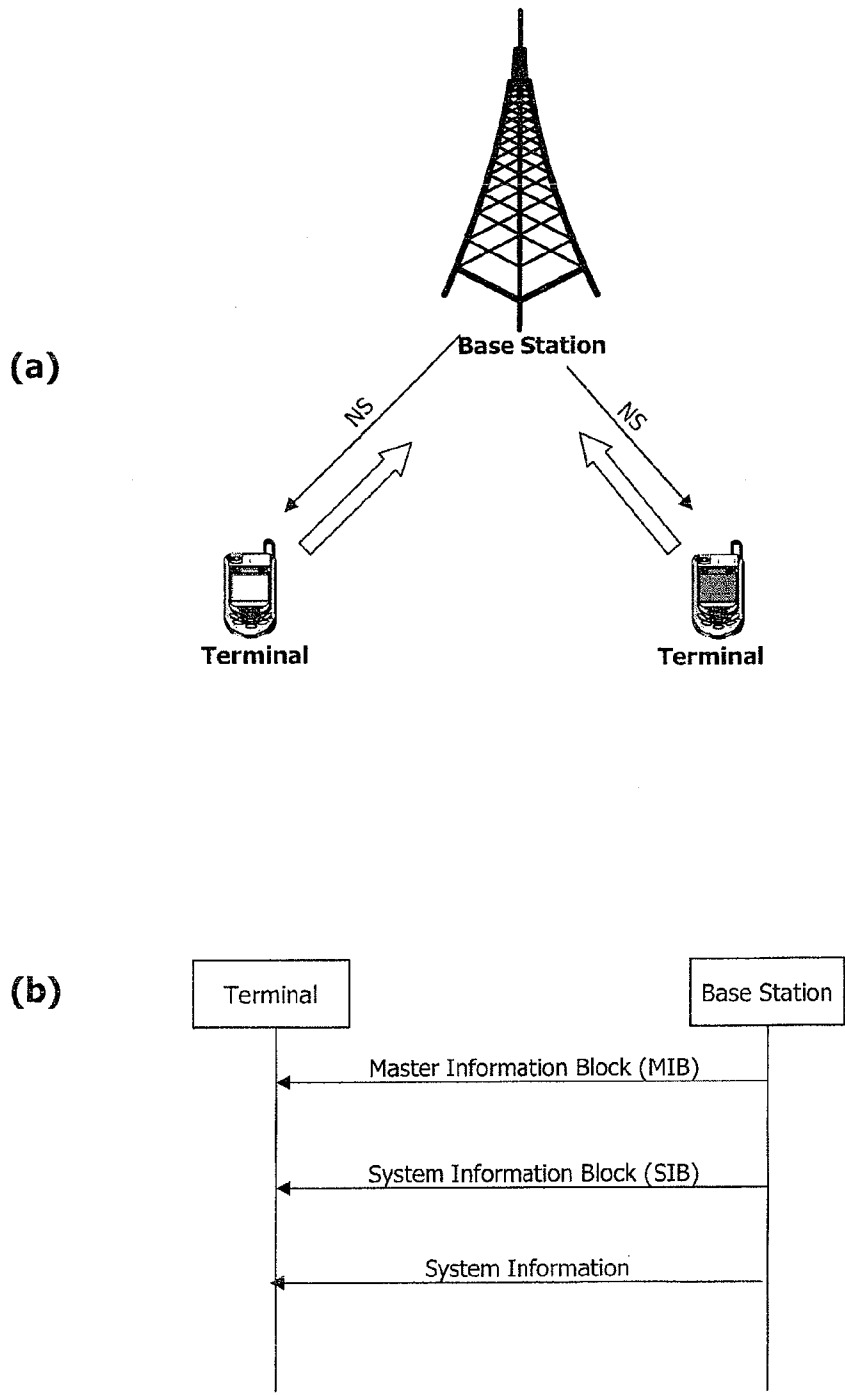 Base Station
(a)
NS
NS
Terminal
Terminal
(b)
Terminal
Base Station
Master Information Block (MIB)
System Information Block (SIB)
System Information